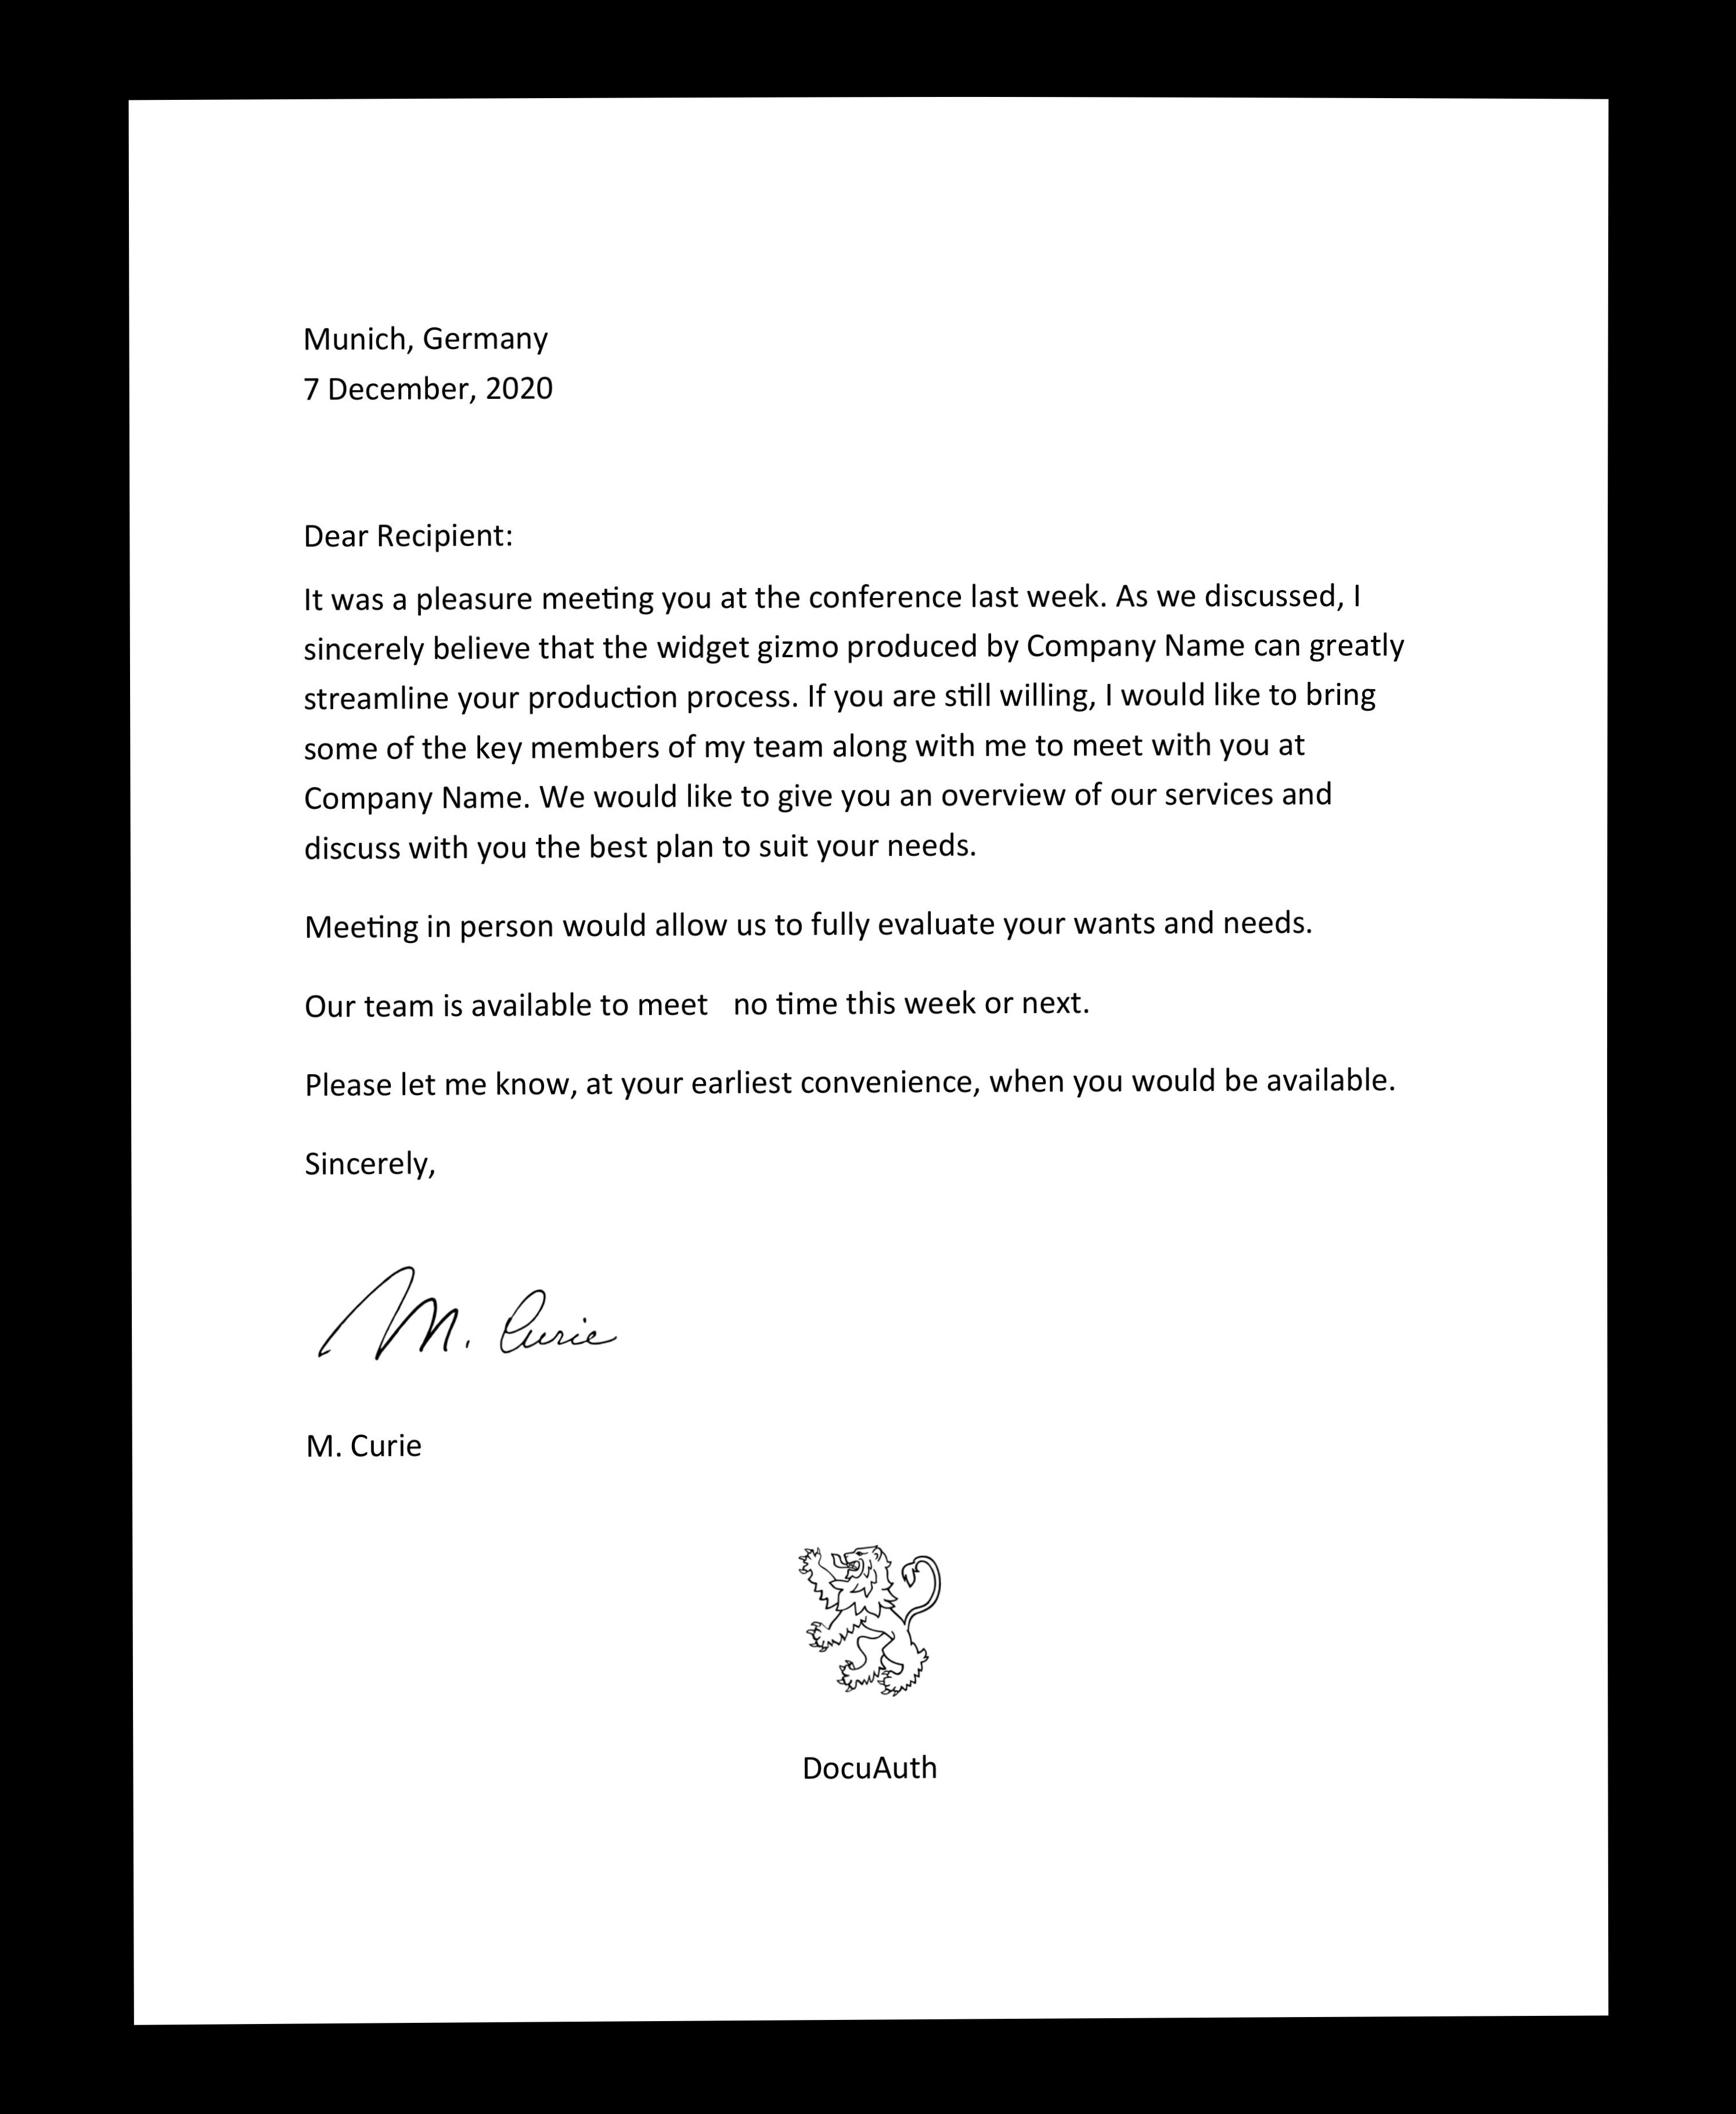 Munich, Germany
7 December, 2020
Dear Recipient:
It was a pleasure meeting you at the conference last week. As we discussed, I
sincerely believe that the widget gizmo produced by Company Name can greatly
streamline your production process. If you are still willing, I would like to bring
some of the key members of my team along with me to meet with you at
Company Name. We would like to give you an overview of our services and
discuss with you the best plan to suit your needs.
Meeting in person would allow us to fully evaluate your wants and needs.
Our team is available to meet   no time this week or next.
Please let me know, at your earliest convenience, when you would be available.
Sincerely,
M. Curie
M. Curie
DocuAuth